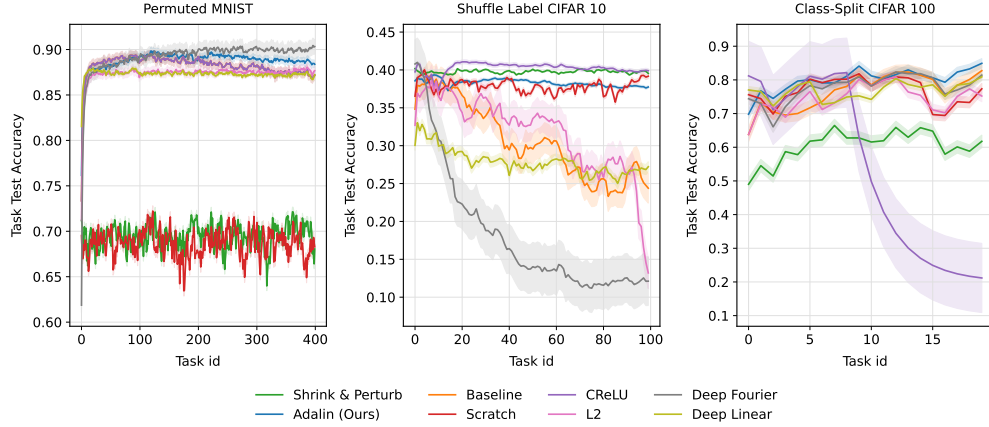 Permuted MNIST
Shuffle Label CIFAR 10
Class-Split CIFAR 100
Task Test Accuracy
0.90
0.85
0.80
0.75
0.70
0.65
0.60
0 100 200 300 400
Task id
Task Test Accuracy
0.45
0.40
0.35
0.30
0.25
0.20
0.15
0.10
0 20 40 60 80 100
Task id
Task Test Accuracy
0.9
0.8
0.7
0.6
0.5
0.4
0.3
0.2
0.1
0 5 10 15
Task id
Shrink & Perturb Baseline CReLU Deep Fourier
Adalin (Ours) Scratch L2 Deep Linear